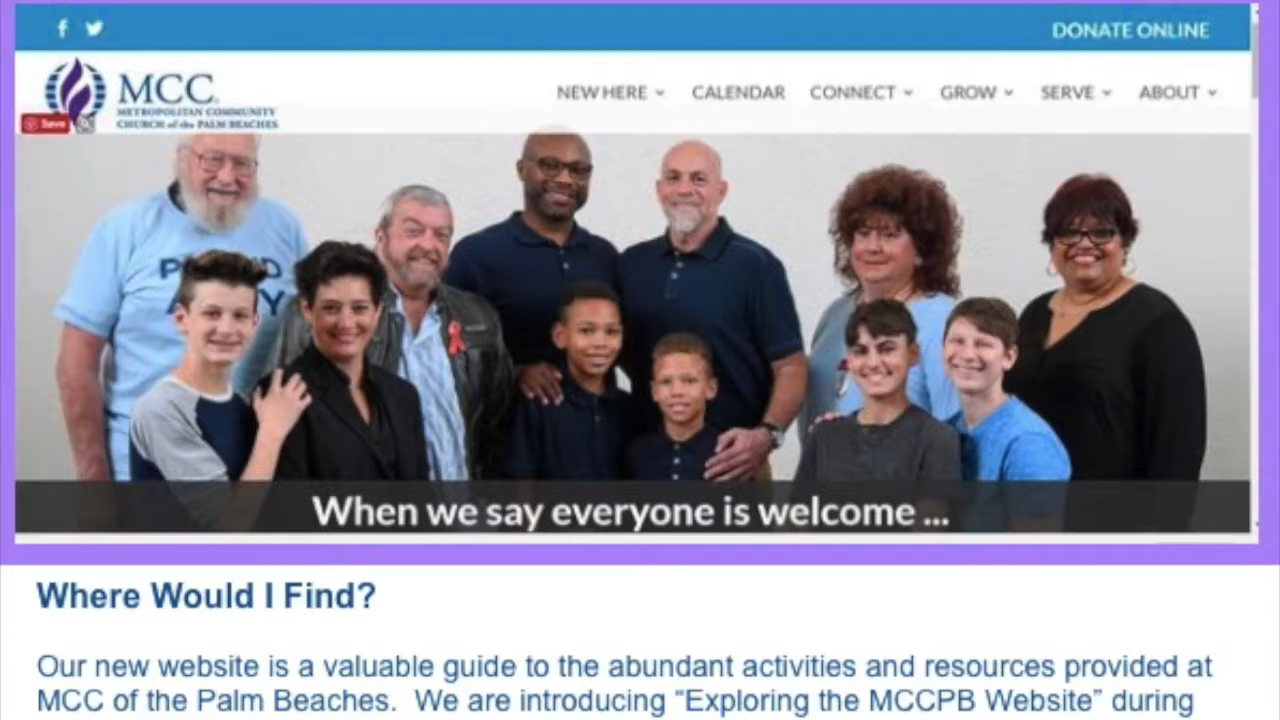 DONATE ONLINE
MCC
METROPOLITAN COMMUNITY
CHURCH of the PALM BEACHES
Save
NEW HERE CALENDAR CONNECT GROW SERVE ABOUT
When we say everyone is welcome ...
Where Would I Find?
Our new website is a valuable guide to the abundant activities and resources provided at
MCC of the Palm Beaches. We are introducing “Exploring the MCCPB Website” during